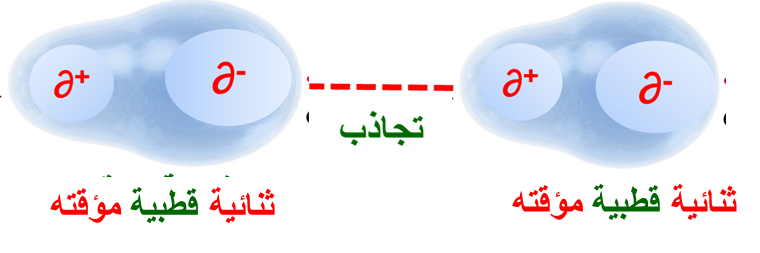 ∂+ ∂- ∂+ ∂-
تجاذب
ثنائية قطبية مؤقته ثنائية قطبية مؤقته